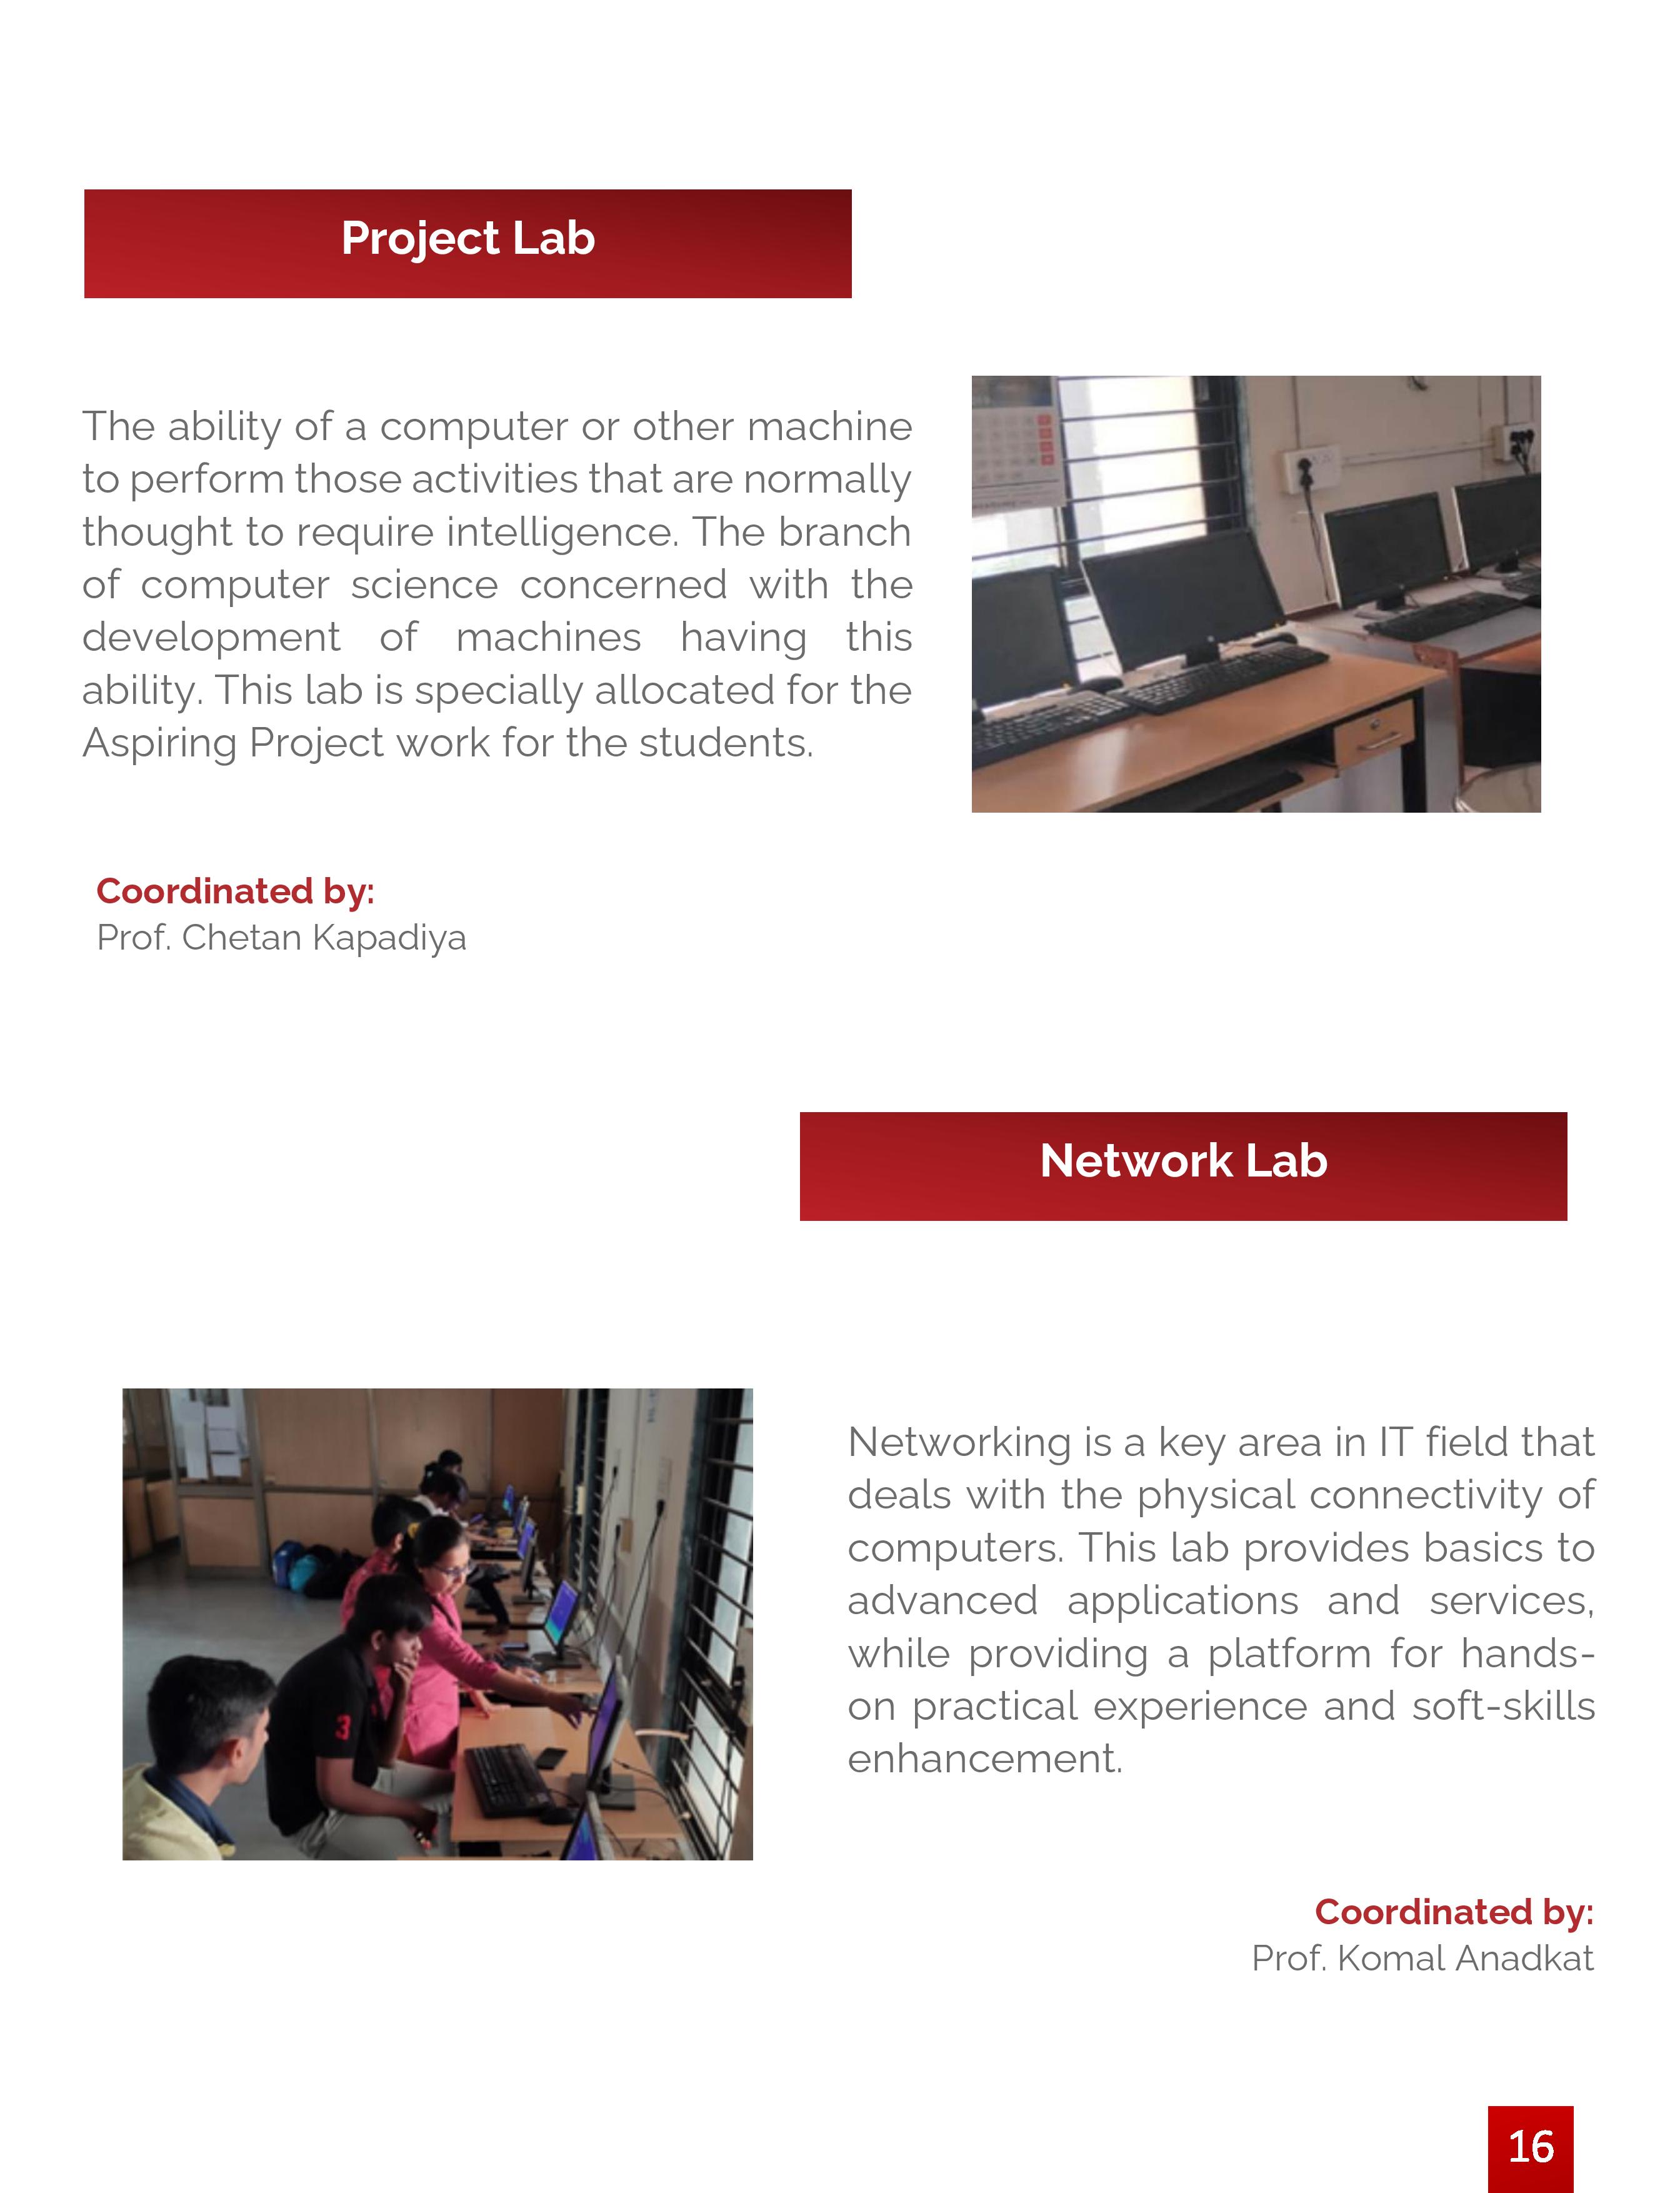 Project Lab
The ability of a computer or other machine
to perform those activities that are normally
thought to require intelligence. The branch
of computer science concerned with the
development of machines having this
ability. This lab is specially allocated for the
Aspiring Project work for the students.
Coordinated by:
Prof. Chetan Kapadiya
Network Lab
Networking is a key area in IT field that
deals with the physical connectivity of
computers. This lab provides basics to
advanced applications and services,
while providing a platform for hands-
on practical experience and soft-skills
enhancement.
3
Coordinated by:
Prof. Komal Anadkat
16